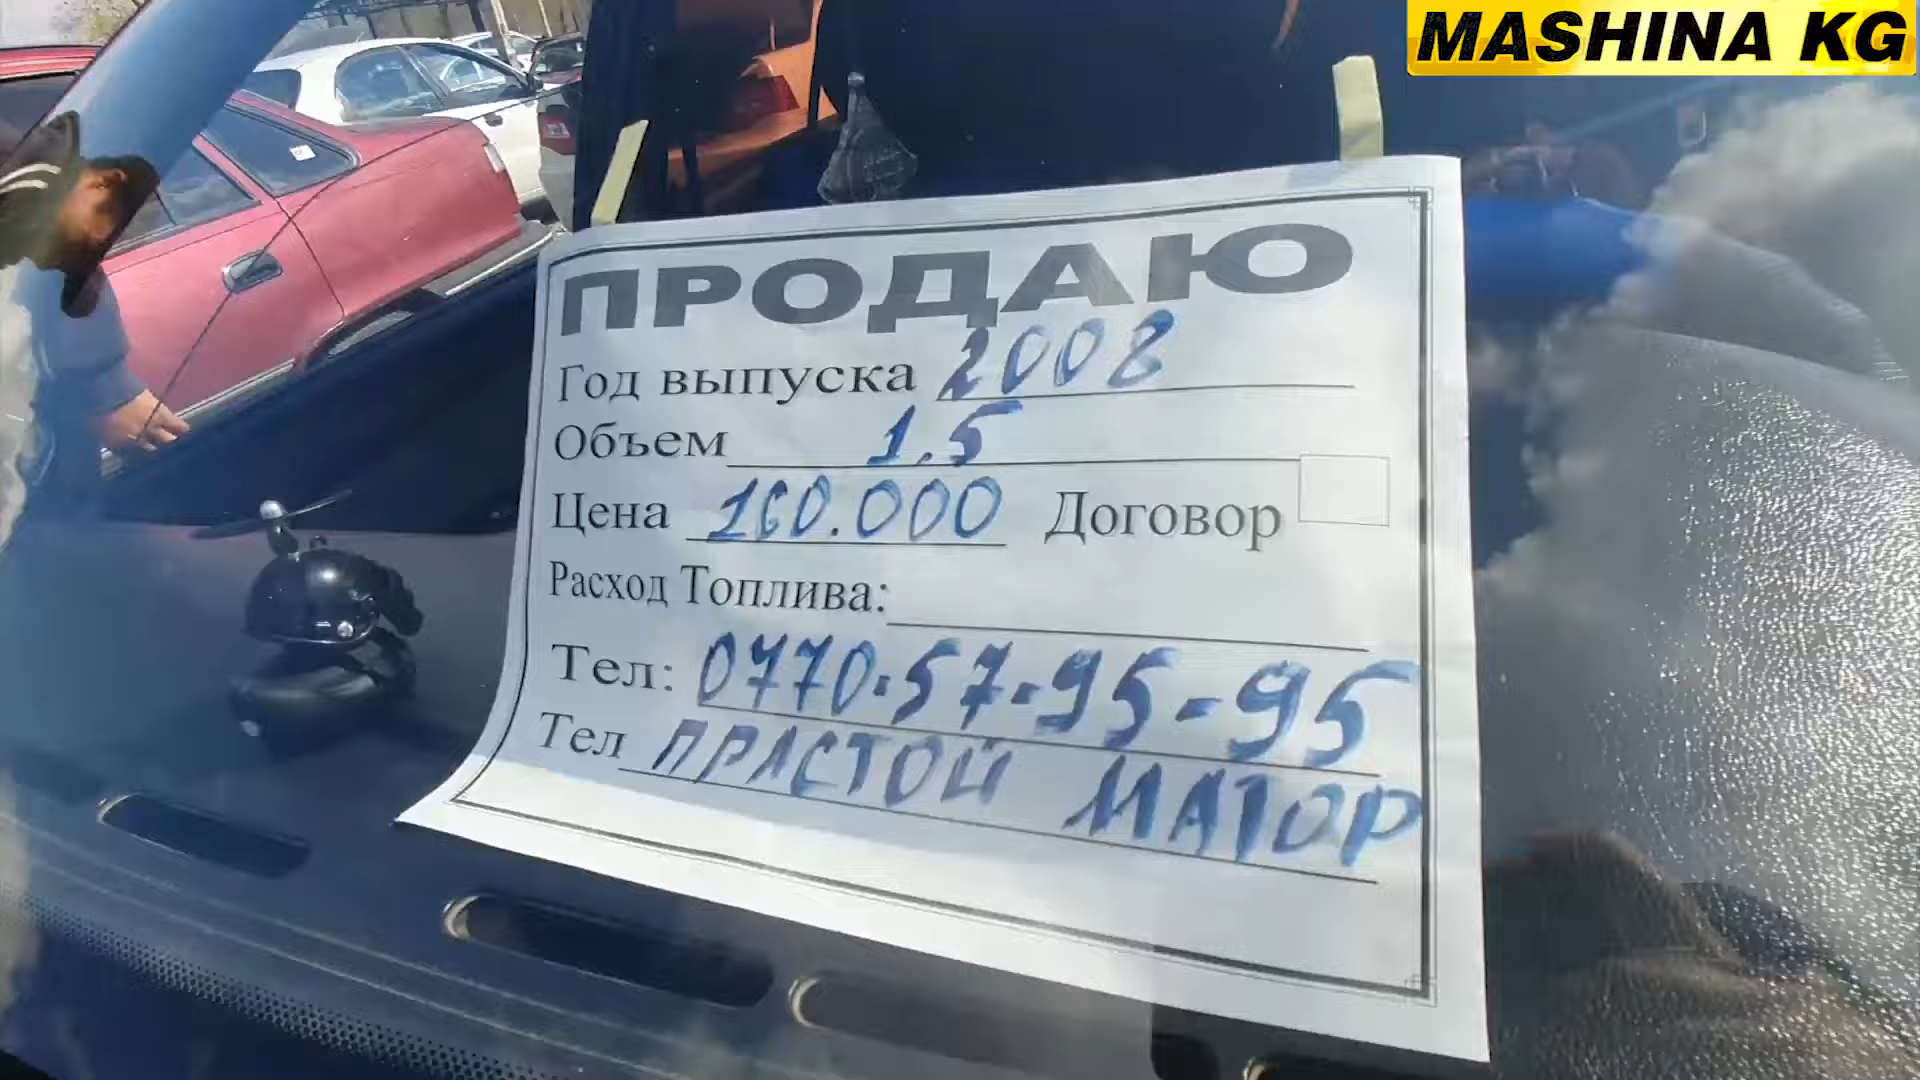 MASHINA KG
ПРОДАЮ
Год выпуска 2008
Объем 1.5
Цена 160.000 Договор
Расход Топлива:
Тел: 0770-57-95-95
Тел ПРАСТОЙ МАТОР